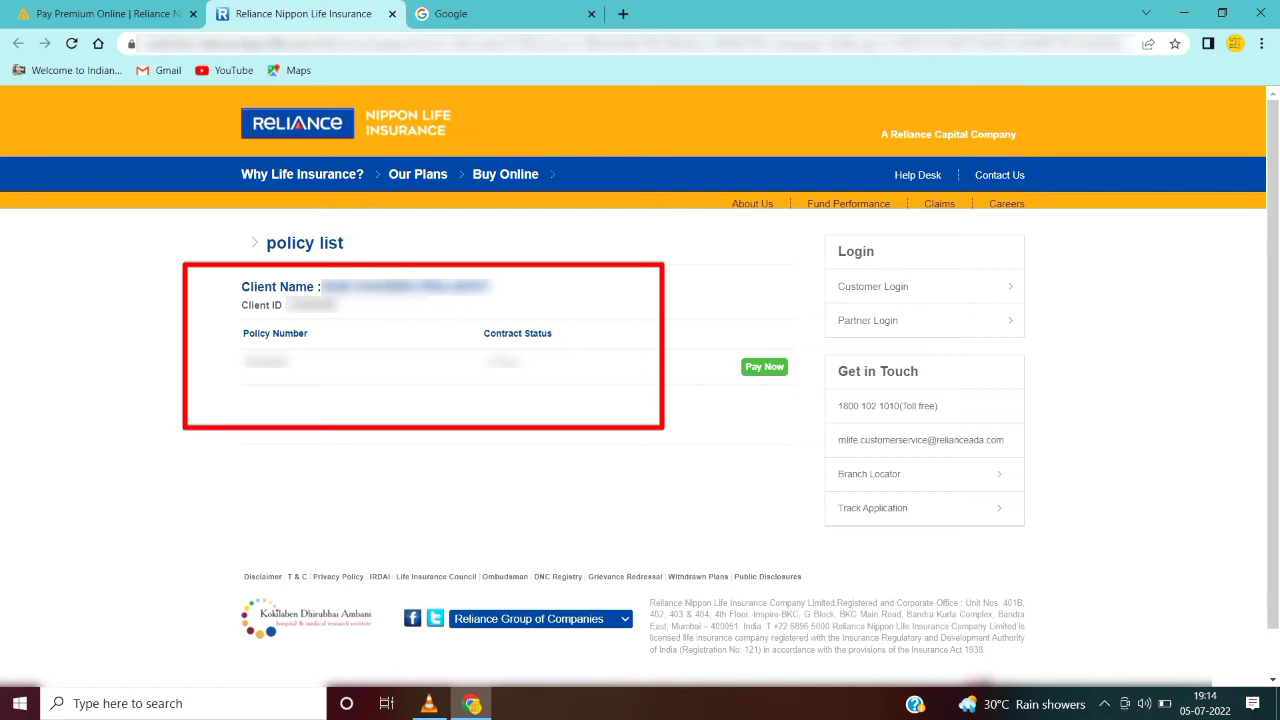 Pay Premium Online | Nippon Li
Reliance Life Insurance
Google
Welcome to Indian...
Gmail
YouTube
Maps
RELIANCE
NIPPON LIFE
INSURANCE
A Reliance Capital Company
Why Life Insurance?
Our Plans
Buy Online
Help Desk
Contact Us
About Us
Fund Performance
Claims
Careers
policy list
Client Name :
Client ID
Policy Number
Contract Status
Pay Now
Login
Customer Login
Partner Login
Get in Touch
1800 102 1010(Toll free)
rnlife.customerservice@relianceada.com
Branch Locator
Track Application
Disclaimer | T & C | Privacy Policy | IRDAI | Life Insurance Council | Ombudsman | DNC Registry | Grievance Redressal | Withdrawn Plans | Public Disclosures
Kokilaben Dhirubhai Ambani
hospital & medical research institute
Reliance Group of Companies
Reliance Nippon Life Insurance Company Limited,Registered and Corporate Office : Unit Nos. 401B,
402, 403 & 404, 4th Floor, Inspire-BKC, G Block, BKC Main Road, Bandra Kurla Complex, Bandra
East, Mumbai – 400051. India. T +22 6896 5000 Reliance Nippon Life Insurance Company Limited is
licensed life insurance company registered with the Insurance Regulatory and Development Authority
of India (Registration No: 121) in accordance with the provisions of the Insurance Act 1938.
Type here to search
30°C Rain showers
19:14
05-07-2022